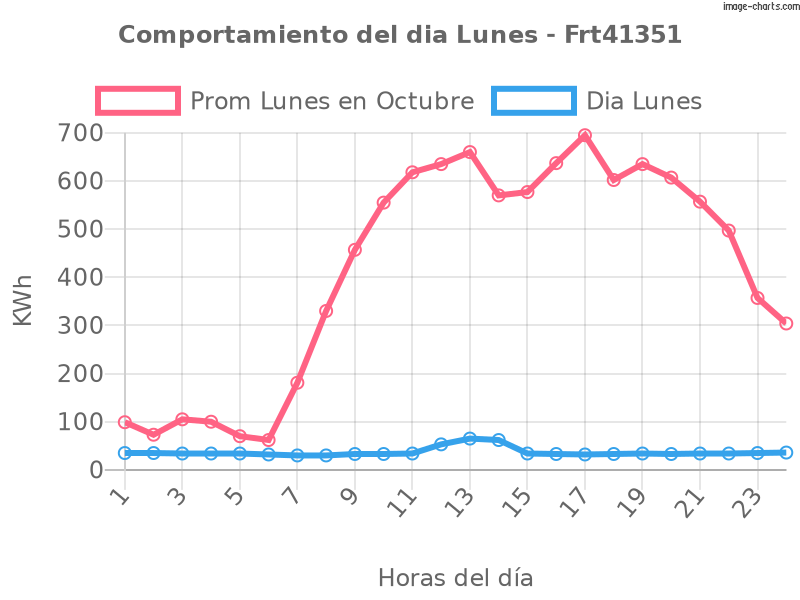 image-charts.com
Comportamiento del dia Lunes - Frt41351
Prom Lunes en Octubre
Dia Lunes
700
600
500
400
300
200
100
0
KWh
1 3 5 7 9 11 13 15 17 19 21 23
Horas del día